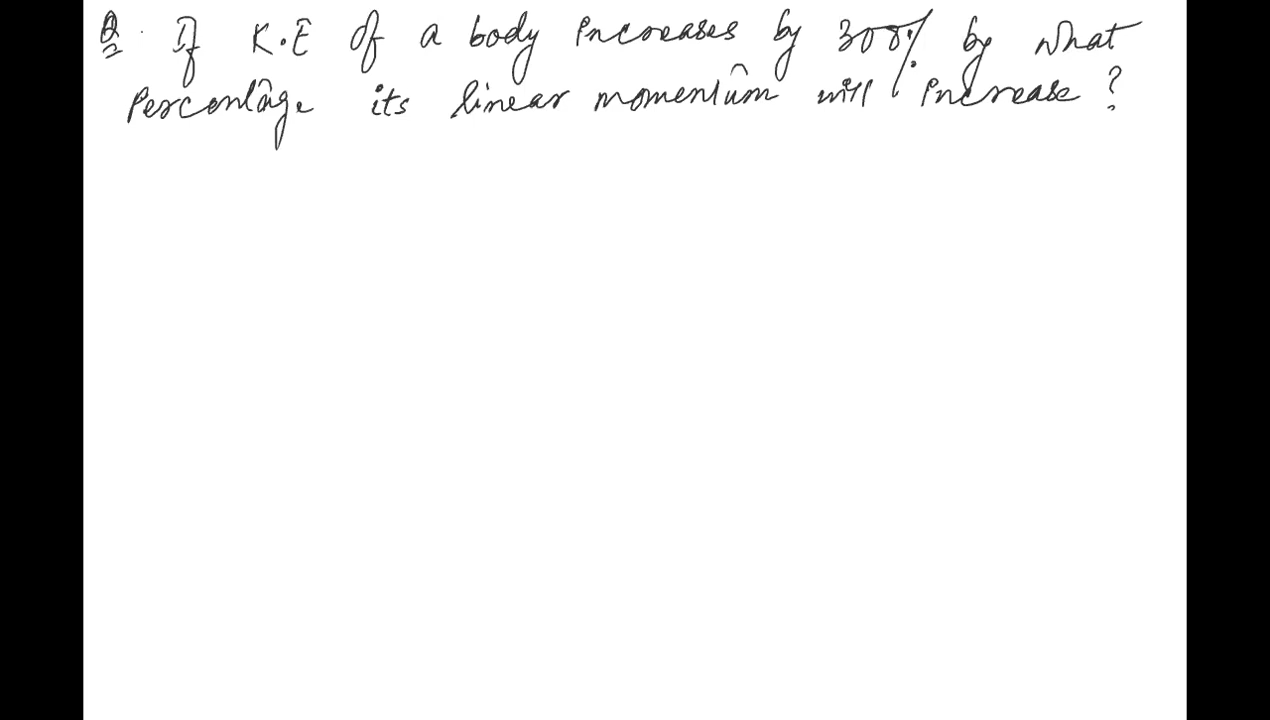 Q. If K.E of a body increases by 300% by what
Percentage its linear momentum will increase ?